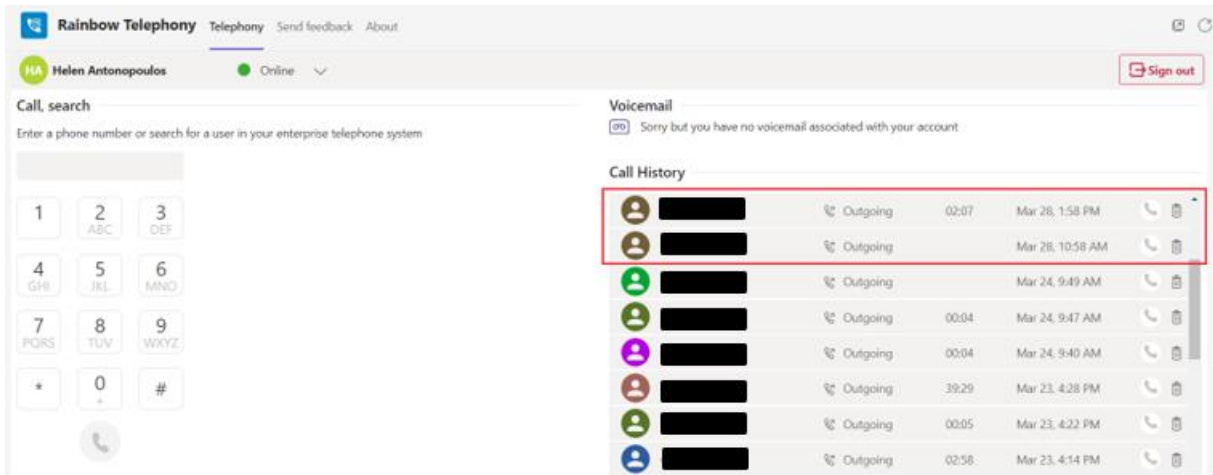 Rainbow Telephony Telephony Send feedback About
HA Helen Antonopoulos Online Sign out
Call, search
Enter a phone number or search for a user in your enterprise telephone system
1 2 3
ABC DEF
4 5 6
GHI JKL MNO
7 8 9
PQRS TUV WXYZ
* 0 #
+
Voicemail
Sorry but you have no voicemail associated with your account
Call History
Outgoing 02:07 Mar 28, 1:58 PM
Outgoing Mar 28, 10:58 AM
Outgoing Mar 24, 9:49 AM
Outgoing 00:04 Mar 24, 9:47 AM
Outgoing 00:04 Mar 24, 9:40 AM
Outgoing 39:29 Mar 23, 4:28 PM
Outgoing 00:05 Mar 23, 4:22 PM
Outgoing 02:58 Mar 23, 4:14 PM